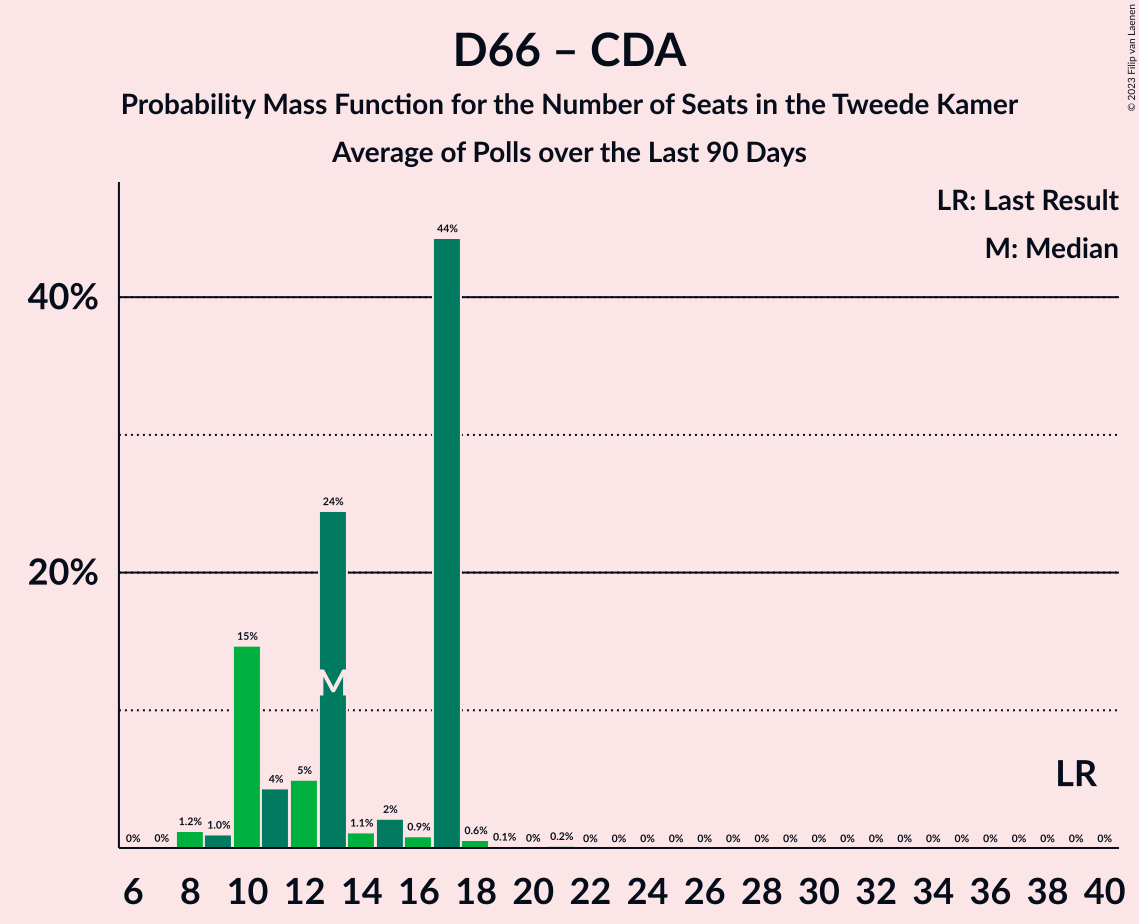 D66 – CDA
Probability Mass Function for the Number of Seats in the Tweede Kamer
Average of Polls over the Last 90 Days
© 2023 Filip van Laenen
LR: Last Result
M: Median
40%
20%
0% 0% 1.2% 1.0% 15% 4% 5% 24% 1.1% 2% 0.9% 44% 0.6% 0.1% 0% 0.2% 0% 0% 0% 0% 0% 0% 0% 0% 0% 0% 0% 0% 0% 0% 0% 0% 0% 0% 0%
M
LR
6 8 10 12 14 16 18 20 22 24 26 28 30 32 34 36 38 40